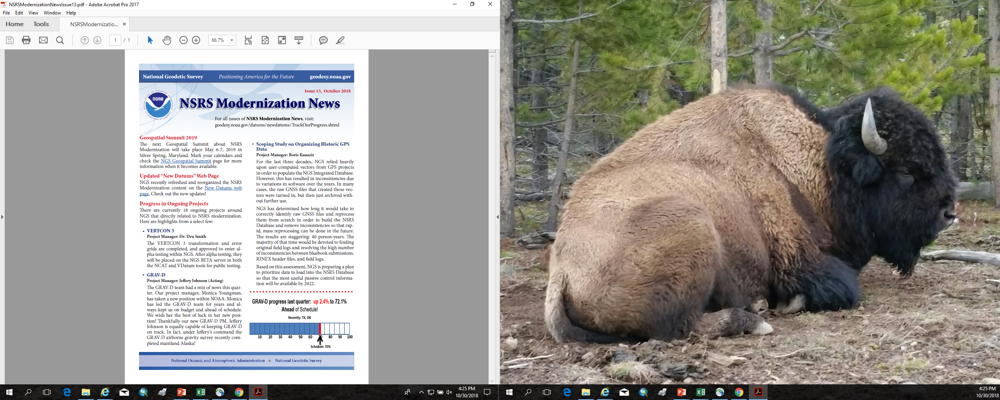 NSRSModernizationNewsIssue13.pdf - Adobe Acrobat Pro 2017
File Edit View Window Help
Home Tools NSRSModernizatio... ×
1 / 1 66.7%
National Geodetic Survey Positioning America for the Future geodesy.noaa.gov
Issue 13, October 2018
NATIONAL OCEANIC AND ATMOSPHERIC ADMINISTRATION
NOAA
U.S. DEPARTMENT OF COMMERCE
NSRS Modernization News
For all issues of NSRS Modernization News, visit:
geodesy.noaa.gov/datums/newdatums/TrackOurProgress.shtml
Geospatial Summit 2019
The next Geospatial Summit about NSRS
Modernization will take place May 6-7, 2019 in
Silver Spring, Maryland. Mark your calendars and
check the NGS Geospatial Summit page for more
information when it becomes available.
Updated “New Datums” Web Page
NGS recently refreshed and reorganized the NSRS
Modernization content on the New Datums web
page. Check out the new updates!
Progress in Ongoing Projects
There are currently 18 ongoing projects around
NGS that directly related to NSRS modernization.
Here are highlights from a select few:
• VERTCON 3
Project Manager: Dr. Dru Smith
The VERTCON 3 transformation and error
grids are completed, and approved to enter al-
pha testing within NGS. After alpha testing, they
will be placed on the NGS BETA server in both
the NCAT and VDatum tools for public testing.
• GRAV-D
Project Manager: Jeffery Johnson (Acting)
The GRAV-D team had a mix of news this quar-
ter. Our project manager, Monica Youngman,
has taken a new position within NOAA. Monica
has led the GRAV-D team for years and al-
ways kept us on budget and ahead of schedule.
We wish her the best of luck in her new posi-
tion! Thankfully our new GRAV-D PM, Jeffery
Johnson is equally capable of keeping GRAV-D
on track. In fact, under Jeffery’s command the
GRAV-D airborne gravity survey recently com-
pleted mainland Alaska!
• Scoping Study on Organizing Historic GPS
Data
Project Manager: Boris Kanazir
For the last three decades, NGS relied heavily
upon user-computed vectors from GPS projects
in order to populate the NGS Integrated Database.
However, this has resulted in inconsistencies due
to variations in software over the years. In many
cases, the raw GNSS files that created those vec-
tors were turned in, but then just archived with-
out further use.
NGS has determined how long it would take to
correctly identify raw GNSS files and reprocess
them from scratch in order to build the NSRS
Database and remove inconsistencies so that rap-
id, mass reprocessing can be done in the future.
The results are staggering: 40 person-years. The
majority of that time would be devoted to finding
original field logs and resolving the high number
of inconsistencies between bluebook submissions,
RINEX header files, and field logs.
Based on this assessment, NGS is preparing a plan
to prioritize data to load into the NSRS Database
so that the most useful passive control informa-
tion will be available by 2022.
GRAV-D progress last quarter: up 2.4% to 72.1%
Ahead of Schedule!
Recently: TX, OK
10 20 30 40 50 60 70 80 90 100
Schedule: 70%
National Oceanic and Atmospheric Administration • National Geodetic Survey
4:25 PM
10/30/2018
4:25 PM
10/30/2018